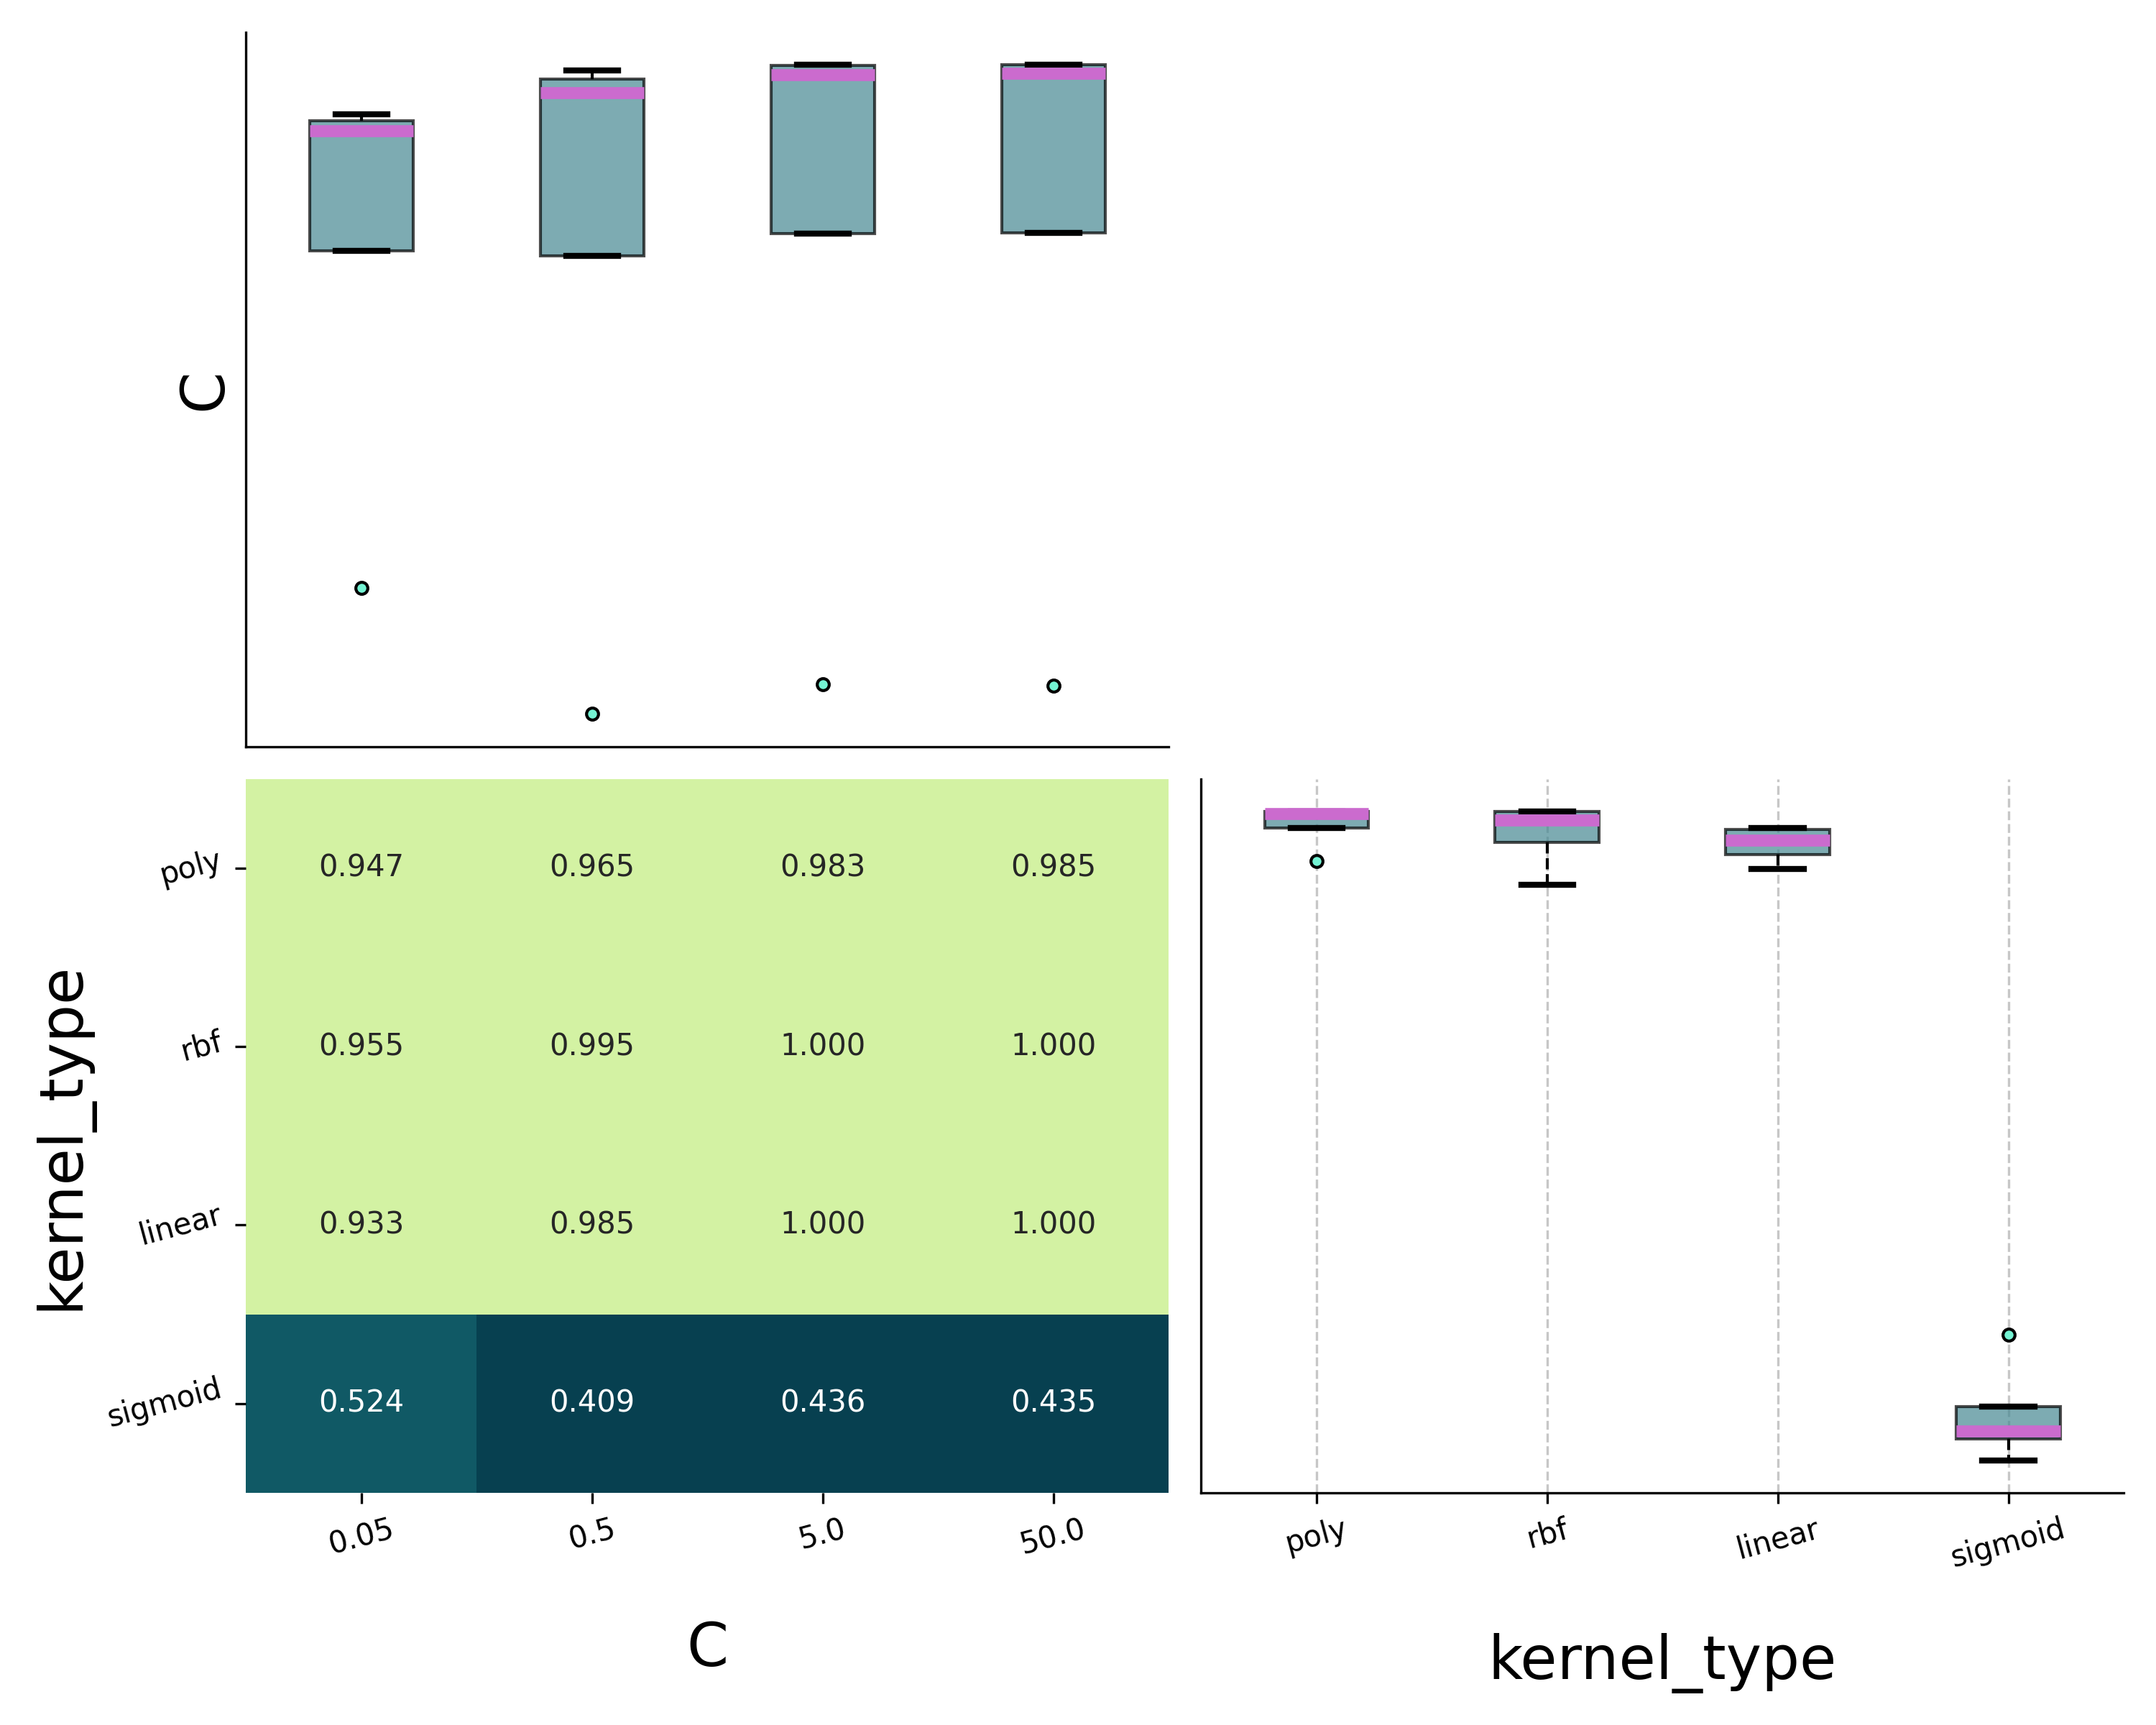 C
kernel_type
poly 0.947 0.965 0.983 0.985
rbf 0.955 0.995 1.000 1.000
linear 0.933 0.985 1.000 1.000
sigmoid 0.524 0.409 0.436 0.435
0.05 0.5 5.0 50.0
C
poly rbf linear sigmoid
kernel_type